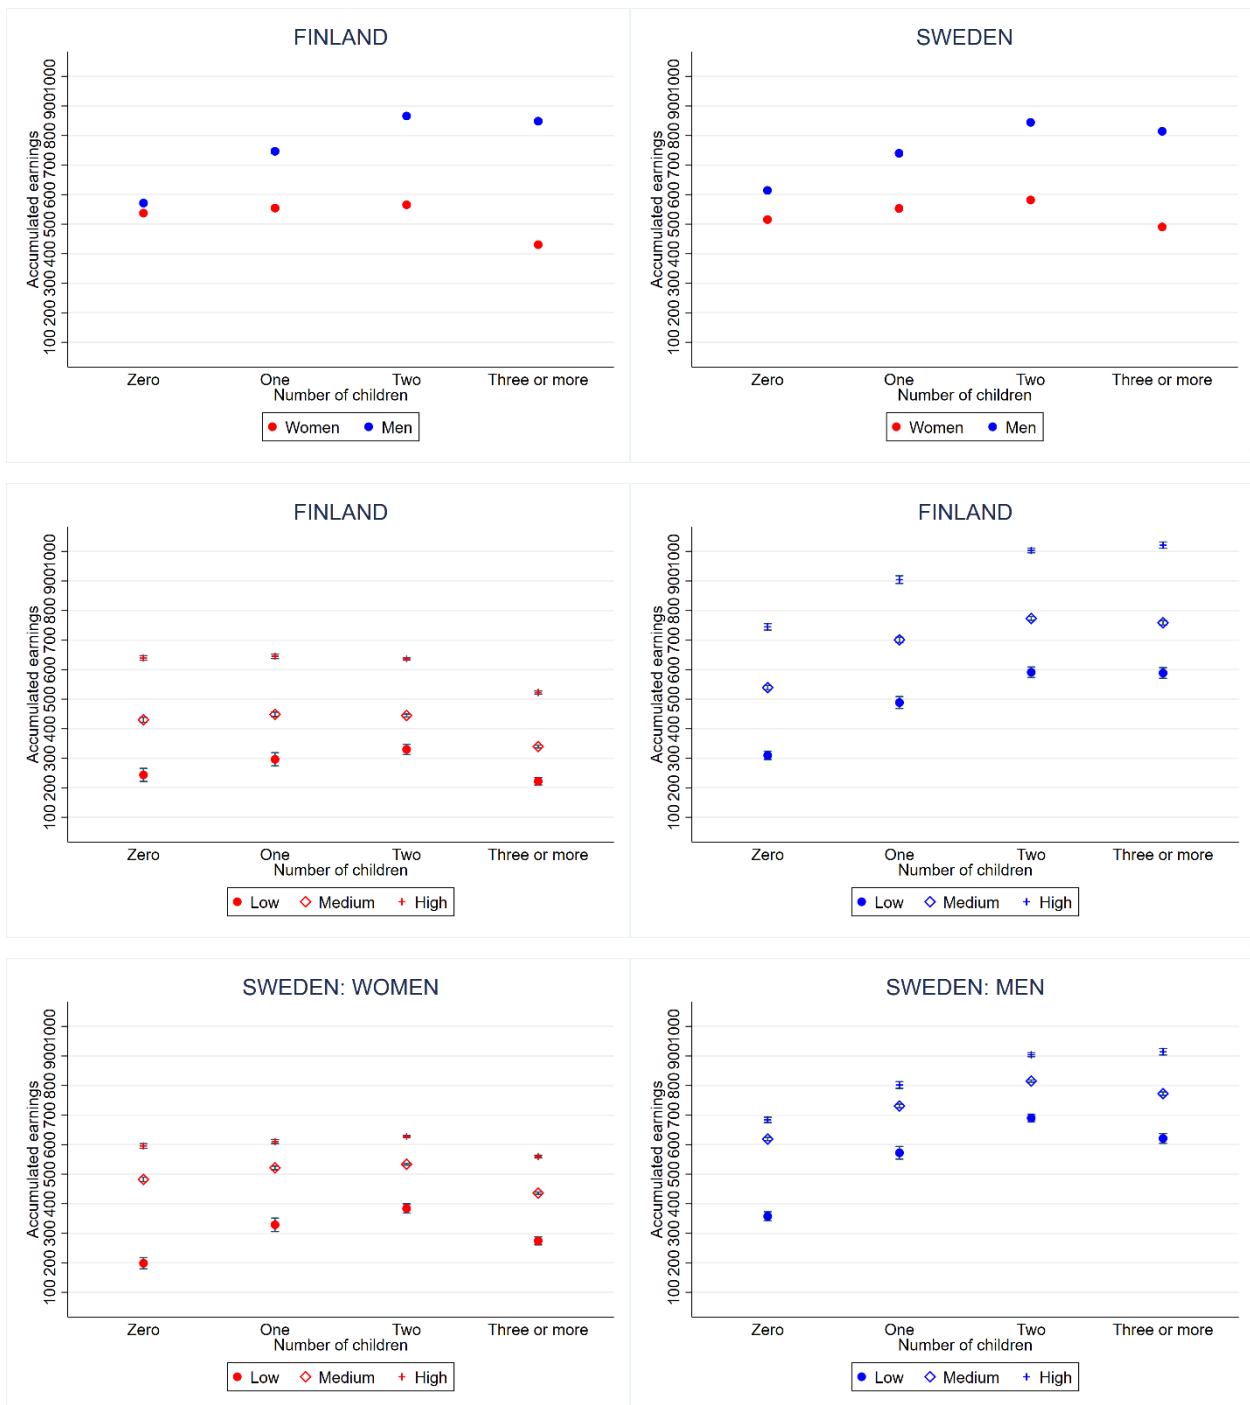 FINLAND
Accumulated earnings
100 200 300 400 500 600 700 800 900 1000
Zero One Two Three or more
Number of children
Women Men
SWEDEN
Accumulated earnings
100 200 300 400 500 600 700 800 900 1000
Zero One Two Three or more
Number of children
Women Men
FINLAND
Accumulated earnings
100 200 300 400 500 600 700 800 900 1000
Zero One Two Three or more
Number of children
Low Medium High
FINLAND
Accumulated earnings
100 200 300 400 500 600 700 800 900 1000
Zero One Two Three or more
Number of children
Low Medium High
SWEDEN: WOMEN
Accumulated earnings
100 200 300 400 500 600 700 800 900 1000
Zero One Two Three or more
Number of children
Low Medium High
SWEDEN: MEN
Accumulated earnings
100 200 300 400 500 600 700 800 900 1000
Zero One Two Three or more
Number of children
Low Medium High